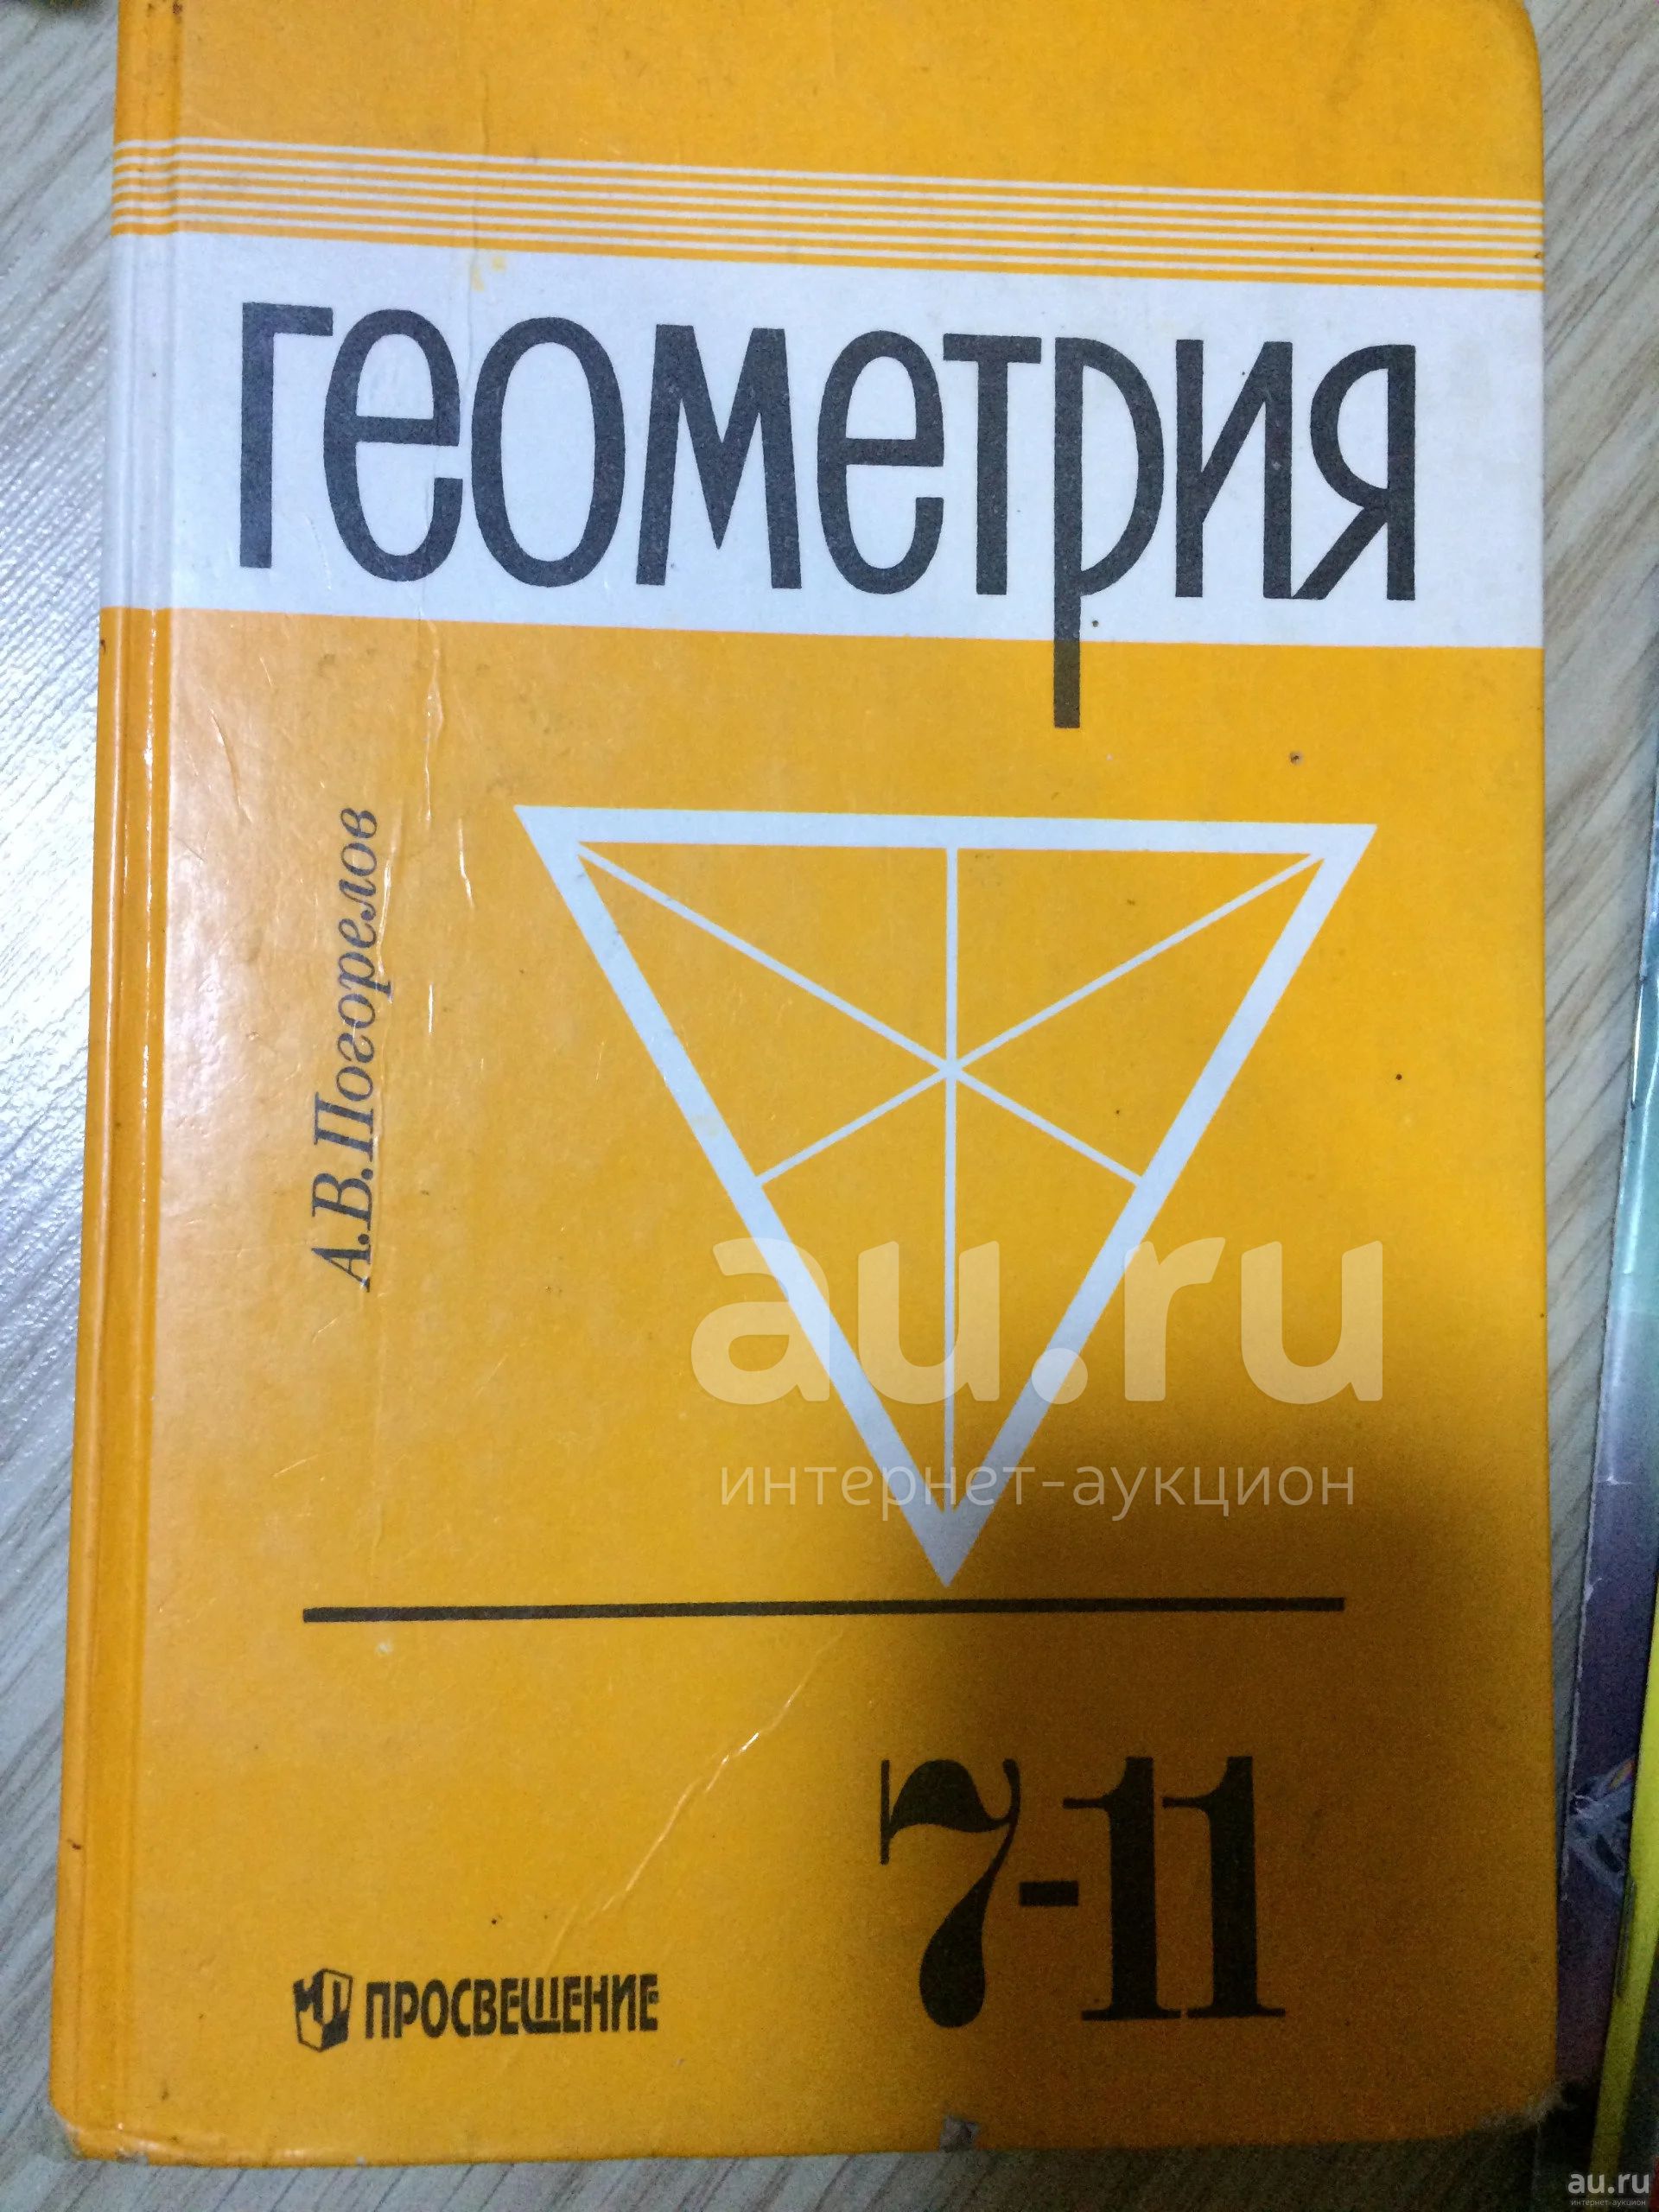 геометрия
А.В.Погорелов
au.ru
интернет-аукцион
7-11
ПРОСВЕЩЕНИЕ
au.ru
интернет-аукцион